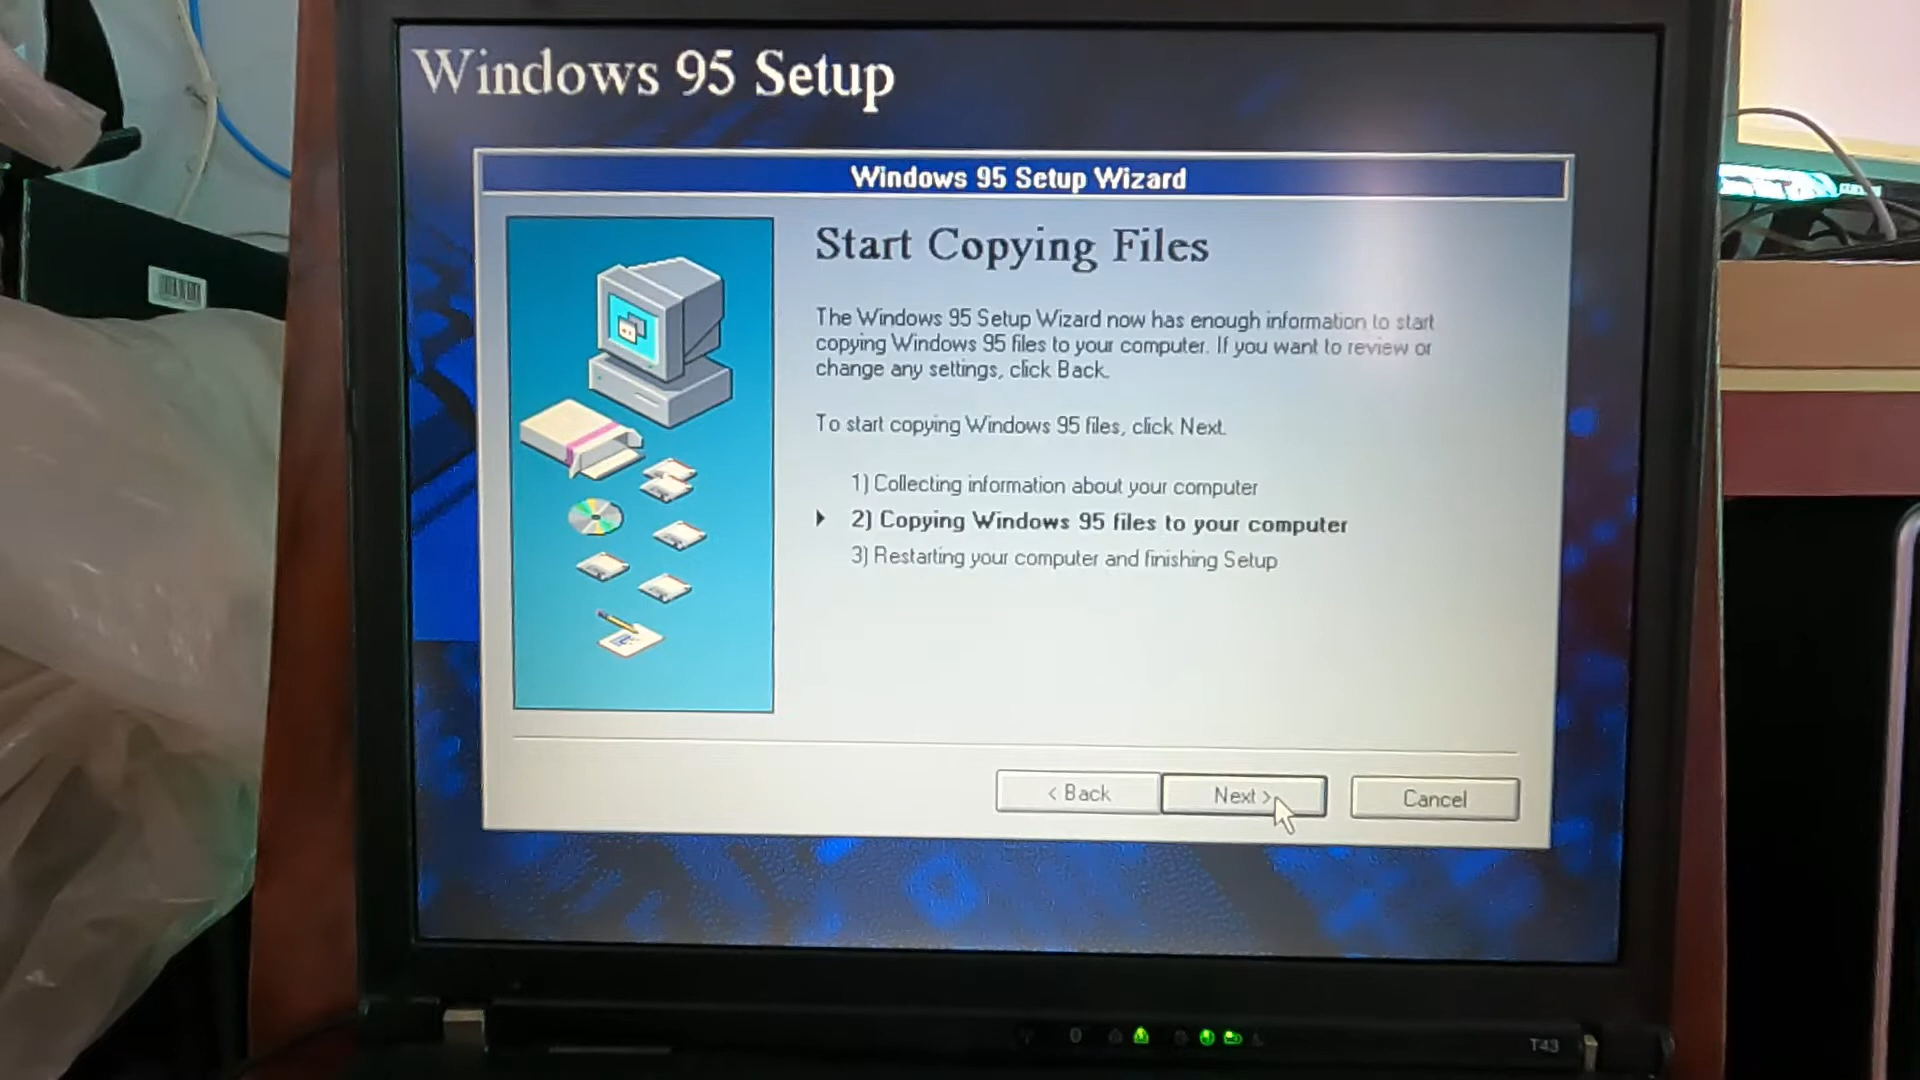 Windows 95 Setup
Windows 95 Setup Wizard
Start Copying Files
The Windows 95 Setup Wizard now has enough information to start
copying Windows 95 files to your computer. If you want to review or
change any settings, click Back.
To start copying Windows 95 files, click Next.
1) Collecting information about your computer
2) Copying Windows 95 files to your computer
3) Restarting your computer and finishing Setup
< Back
Next >
Cancel
T43